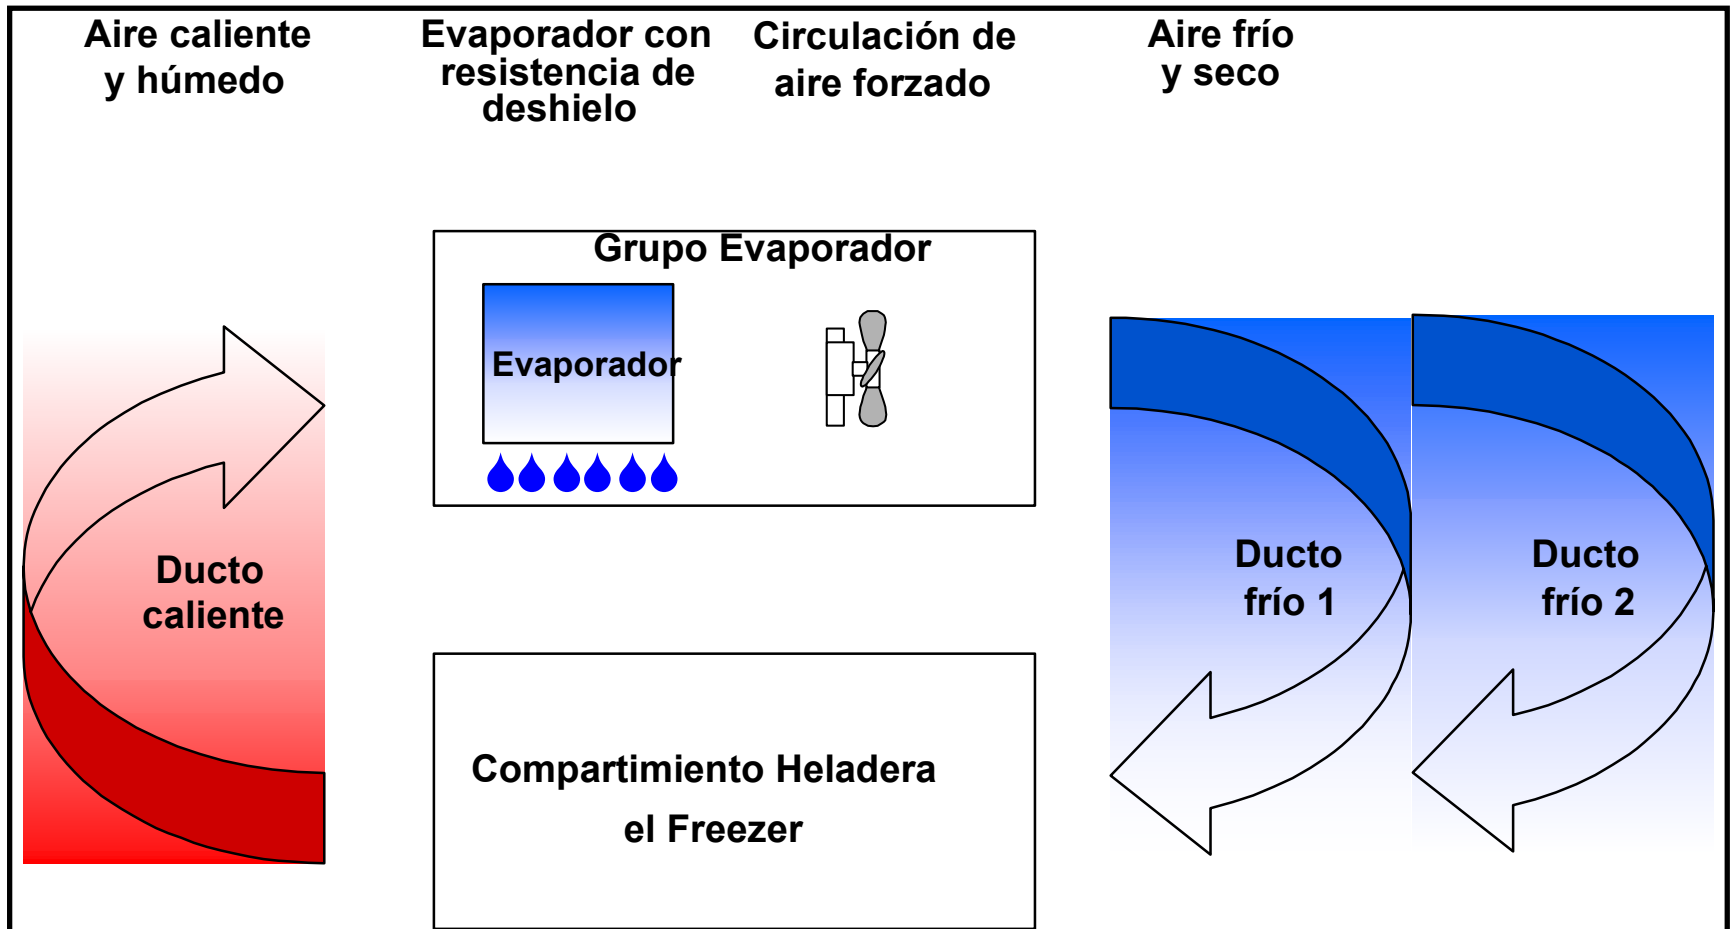 Aire caliente
y húmedo
Evaporador con
resistencia de
deshielo
Circulación de
aire forzado
Aire frío
y seco
Grupo Evaporador
Evaporador
Ducto
caliente
Ducto
frío 1
Ducto
frío 2
Compartimiento Heladera
el Freezer